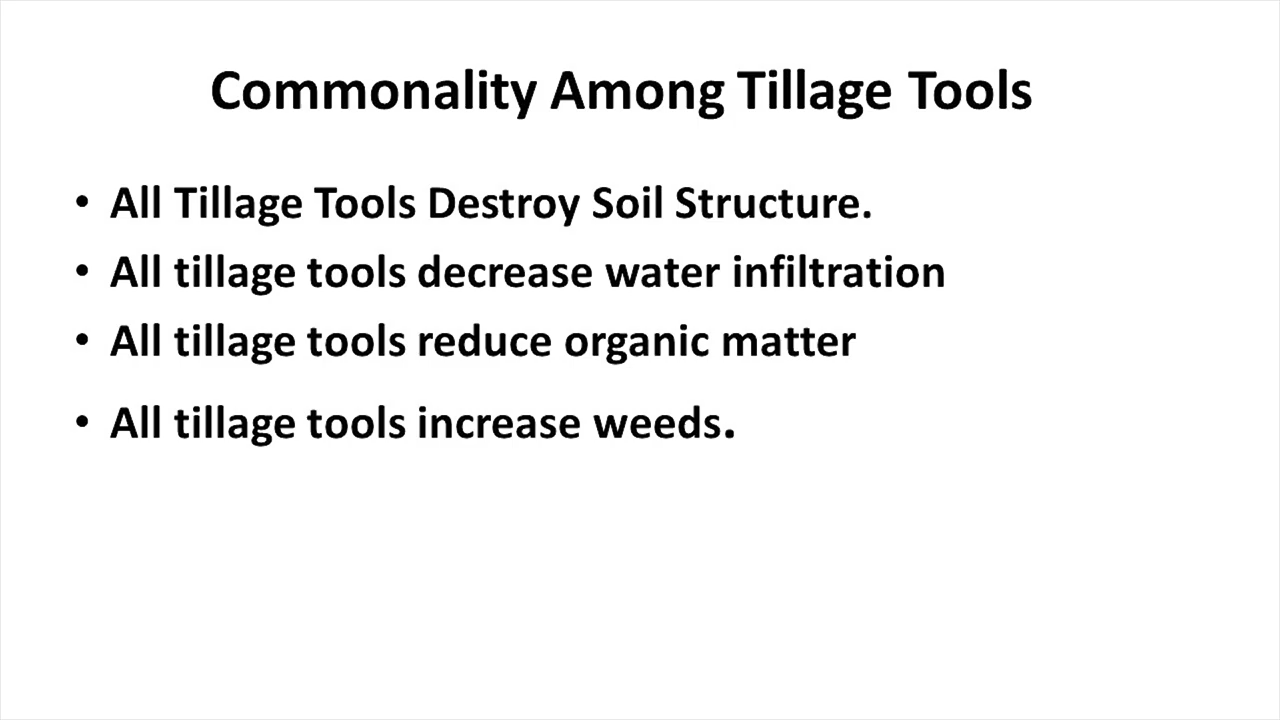 Commonality Among Tillage Tools
• All Tillage Tools Destroy Soil Structure.
• All tillage tools decrease water infiltration
• All tillage tools reduce organic matter
• All tillage tools increase weeds.